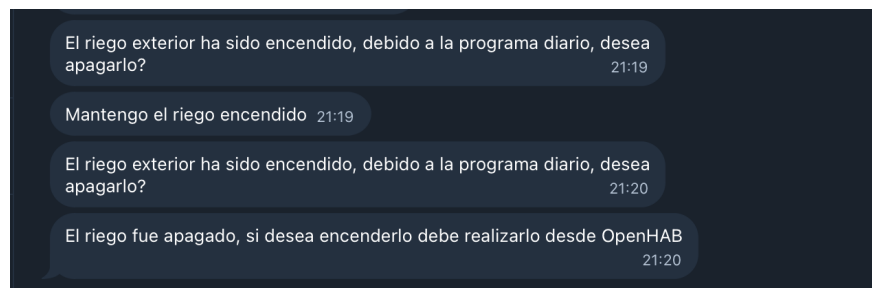 El riego exterior ha sido encendido, debido a la programa diario, desea
apagarlo?
21:19
Mantengo el riego encendido 21:19
El riego exterior ha sido encendido, debido a la programa diario, desea
apagarlo?
21:20
El riego fue apagado, si desea encenderlo debe realizarlo desde OpenHAB
21:20